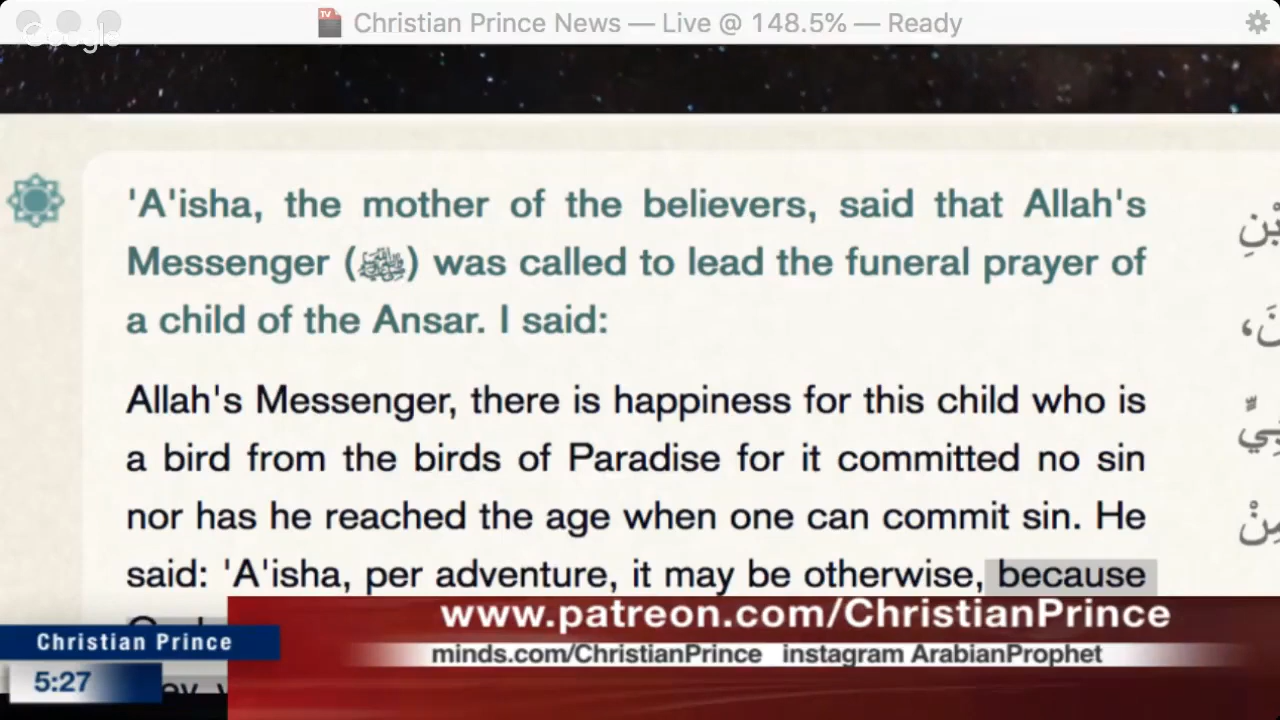 Christian Prince News — Live @ 148.5% — Ready
Google
'A'isha, the mother of the believers, said that Allah's
Messenger (ﷺ) was called to lead the funeral prayer of
a child of the Ansar. I said:
Allah's Messenger, there is happiness for this child who is
a bird from the birds of Paradise for it committed no sin
nor has he reached the age when one can commit sin. He
said: 'A'isha, per adventure, it may be otherwise, because
www.patreon.com/ChristianPrince
Christian Prince
minds.com/ChristianPrince instagram ArabianProphet
5:27